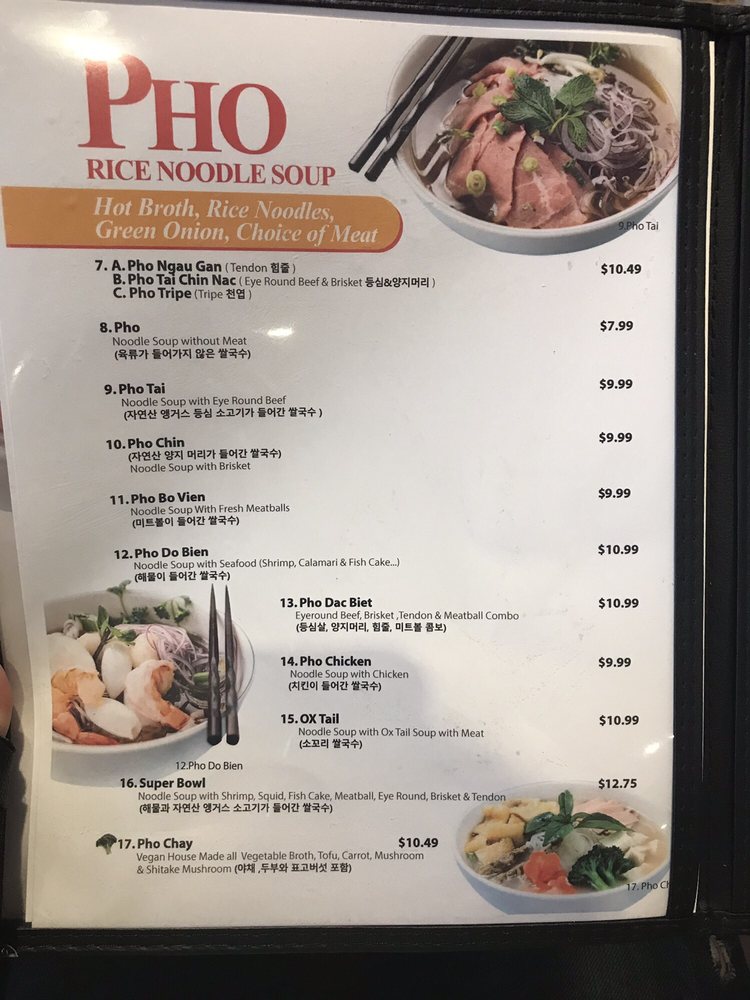 PHO
RICE NOODLE SOUP
Hot Broth, Rice Noodles,
Green Onion, Choice of Meat
9.Pho Tai
7. A. Pho Ngau Gan (Tendon 힘줄) $10.49
B. Pho Tai Chin Nac (Eye Round Beef & Brisket 등심&양지머리)
C. Pho Tripe (Tripe 천엽)
8. Pho $7.99
Noodle Soup without Meat
(육류가 들어가지 않은 쌀국수)
9. Pho Tai $9.99
Noodle Soup with Eye Round Beef
(자연산 앵거스 등심 소고기가 들어간 쌀국수)
10. Pho Chin $9.99
(자연산 양지 머리가 들어간 쌀국수)
Noodle Soup with Brisket
11. Pho Bo Vien $9.99
Noodle Soup With Fresh Meatballs
(미트볼이 들어간 쌀국수)
12. Pho Do Bien $10.99
Noodle Soup with Seafood (Shrimp, Calamari & Fish Cake...)
(해물이 들어간 쌀국수)
13. Pho Dac Biet $10.99
Eyeround Beef, Brisket ,Tendon & Meatball Combo
(등심살, 양지머리, 힘줄, 미트볼 콤보)
14. Pho Chicken $9.99
Noodle Soup with Chicken
(치킨이 들어간 쌀국수)
15. OX Tail $10.99
Noodle Soup with Ox Tail Soup with Meat
(소꼬리 쌀국수)
12.Pho Do Bien
16. Super Bowl $12.75
Noodle Soup with Shrimp, Squid, Fish Cake, Meatball, Eye Round, Brisket & Tendon
(해물과 자연산 앵거스 소고기가 들어간 쌀국수)
17. Pho Chay $10.49
Vegan House Made all Vegetable Broth, Tofu, Carrot, Mushroom
& Shitake Mushroom (야채 ,두부와 표고버섯 포함)
17. Pho Ch